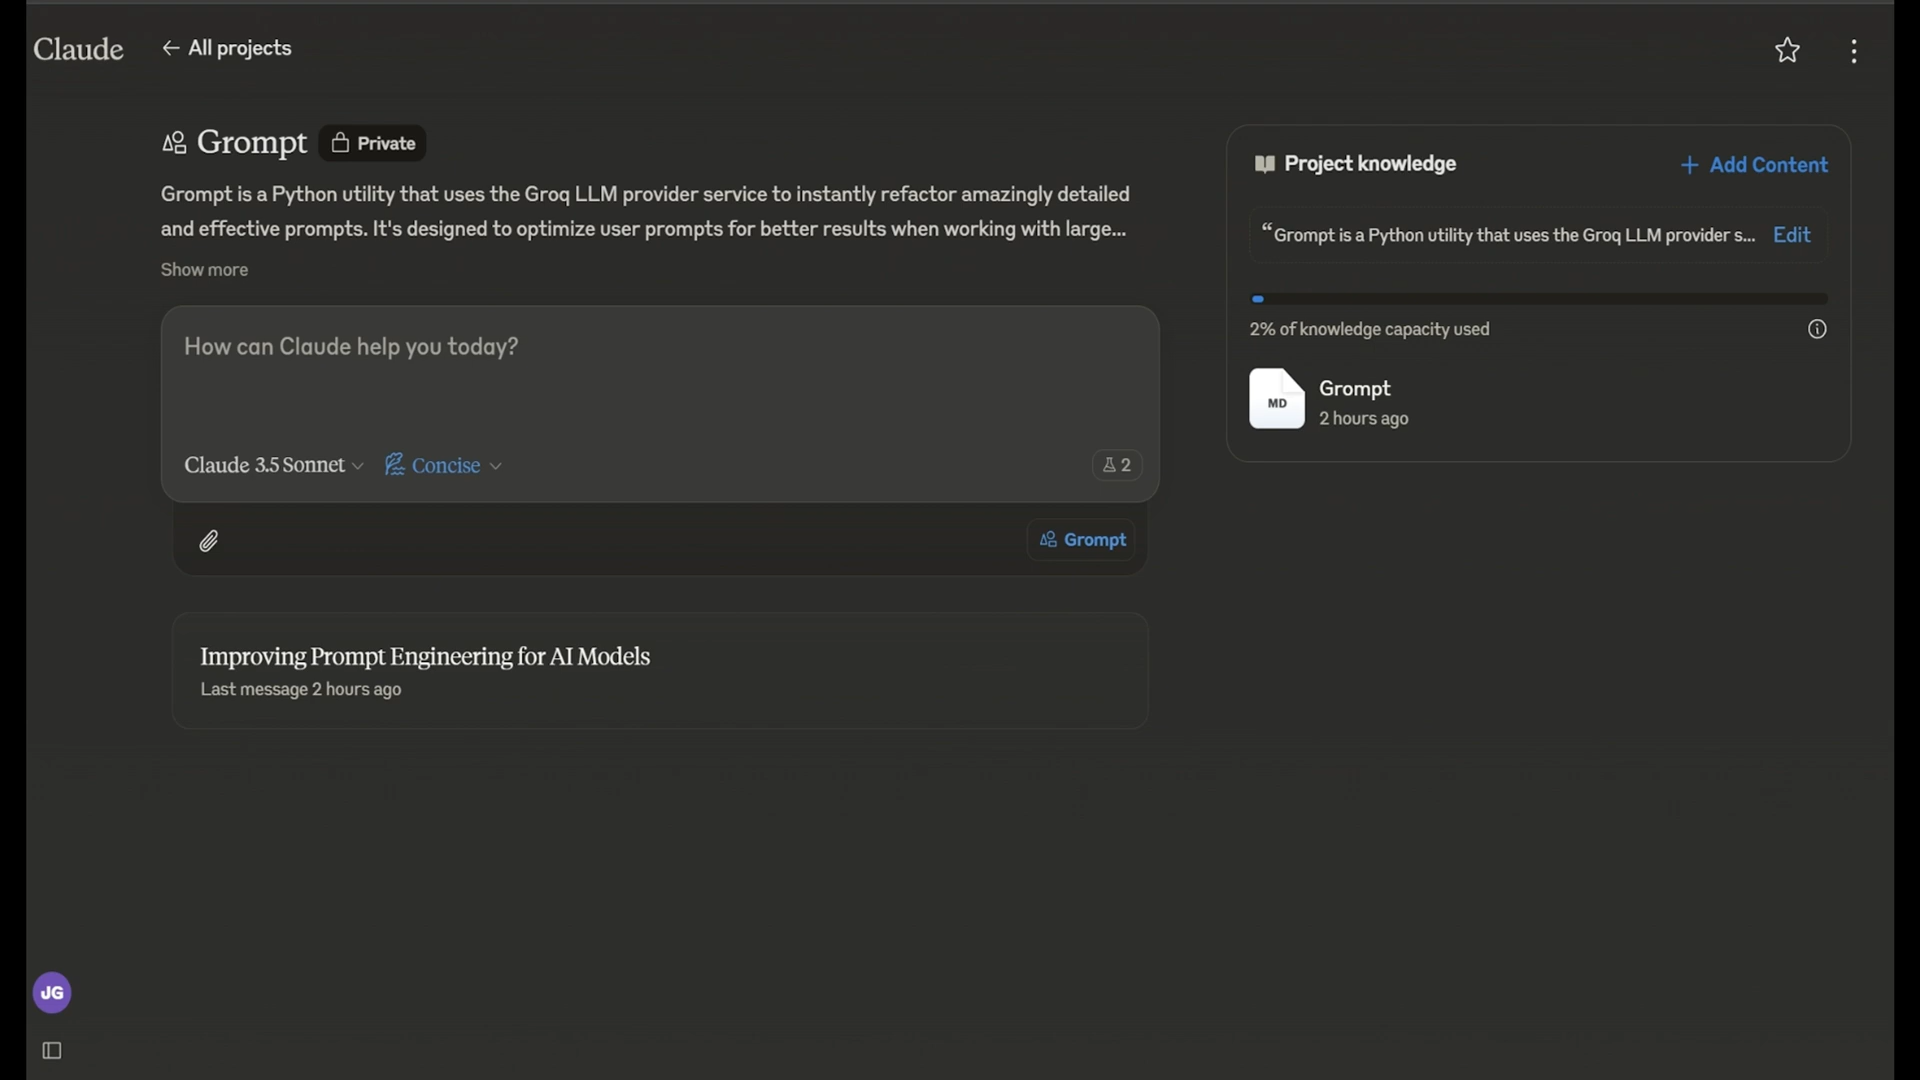 Claude
All projects
Grompt
Private
Grompt is a Python utility that uses the Groq LLM provider service to instantly refactor amazingly detailed
and effective prompts. It's designed to optimize user prompts for better results when working with large...
Show more
How can Claude help you today?
Claude 3.5 Sonnet
Concise
2
Grompt
Improving Prompt Engineering for AI Models
Last message 2 hours ago
Project knowledge
+ Add Content
“Grompt is a Python utility that uses the Groq LLM provider s...
Edit
2% of knowledge capacity used
MD
Grompt
2 hours ago
JG